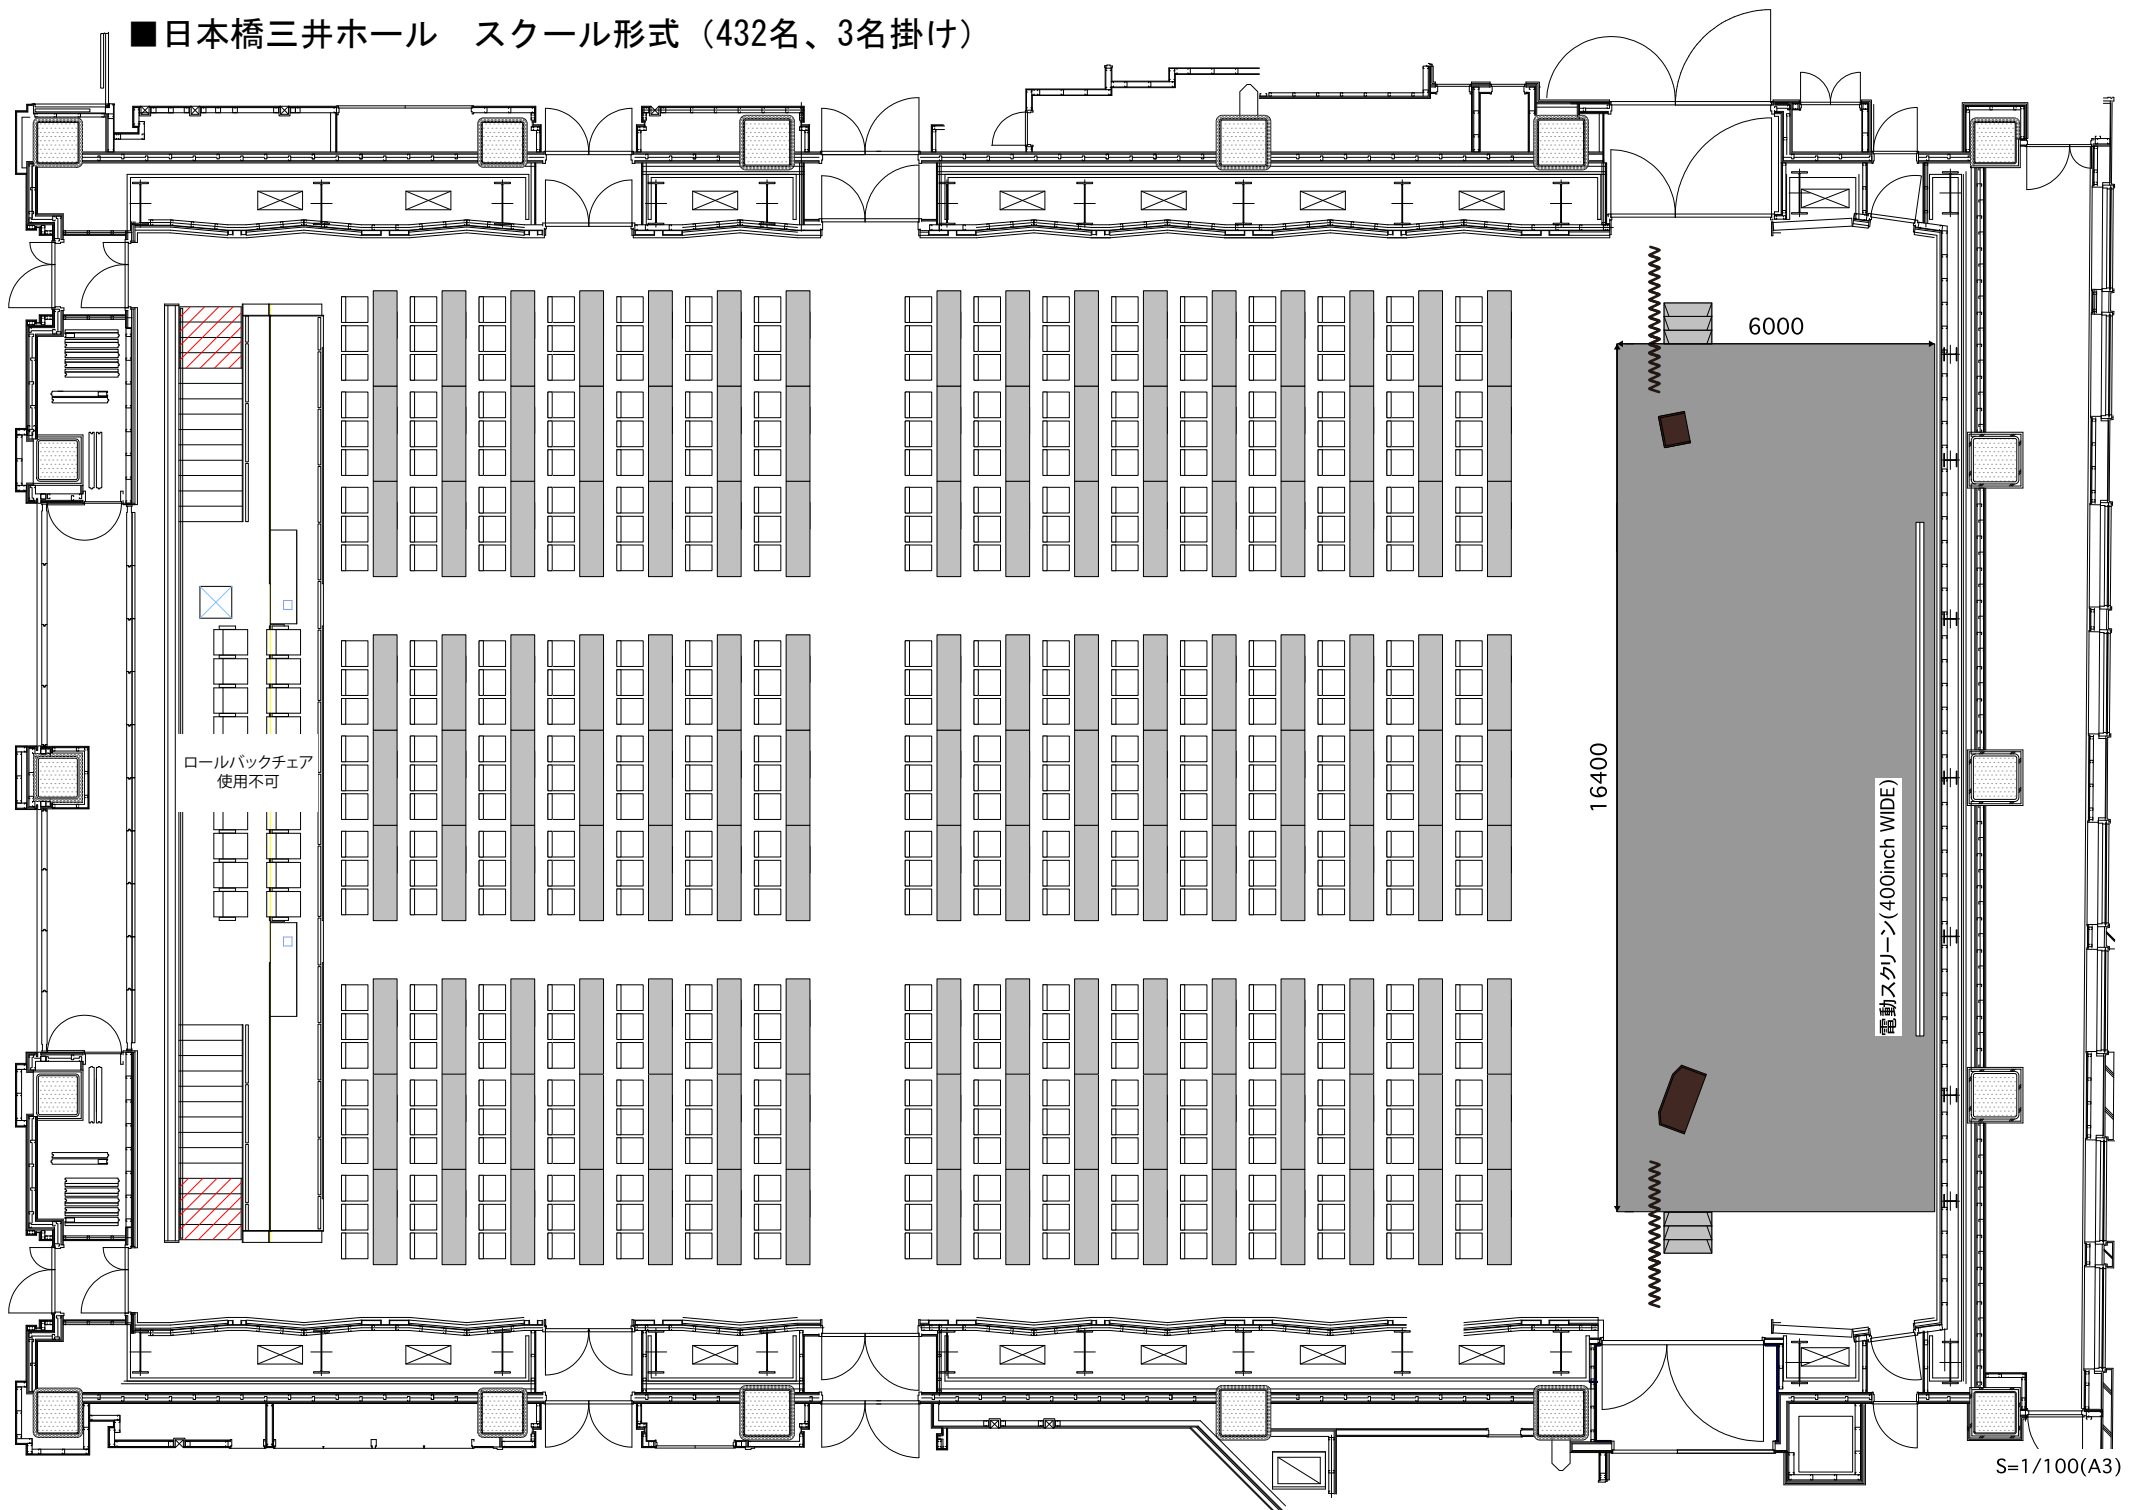 ■日本橋三井ホール　スクール形式（432名、3名掛け）
6000
16400
ロールバックチェア
使用不可
電動スクリーン(400inch WIDE)
S=1/100(A3)